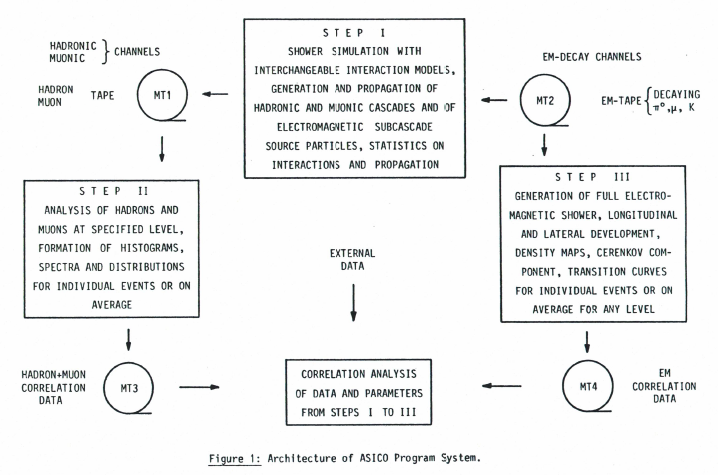 HADRONIC
MUONIC } CHANNELS
HADRON
MUON TAPE
MT1
S T E P I
SHOWER SIMULATION WITH
INTERCHANGEABLE INTERACTION MODELS,
GENERATION AND PROPAGATION OF
HADRONIC AND MUONIC CASCADES AND OF
ELECTROMAGNETIC SUBCASCADE
SOURCE PARTICLES, STATISTICS ON
INTERACTIONS AND PROPAGATION
EM-DECAY CHANNELS
MT2
EM-TAPE { DECAYING
π°,μ, K
S T E P II
ANALYSIS OF HADRONS AND
MUONS AT SPECIFIED LEVEL,
FORMATION OF HISTOGRAMS,
SPECTRA AND DISTRIBUTIONS
FOR INDIVIDUAL EVENTS OR ON
AVERAGE
EXTERNAL
DATA
S T E P III
GENERATION OF FULL ELECTRO-
MAGNETIC SHOWER, LONGITUDINAL
AND LATERAL DEVELOPMENT,
DENSITY MAPS, CERENKOV COM-
PONENT, TRANSITION CURVES
FOR INDIVIDUAL EVENTS OR ON
AVERAGE FOR ANY LEVEL
HADRON+MUON
CORRELATION
DATA
MT3
CORRELATION ANALYSIS
OF DATA AND PARAMETERS
FROM STEPS I TO III
MT4
EM
CORRELATION
DATA
Figure 1: Architecture of ASICO Program System.